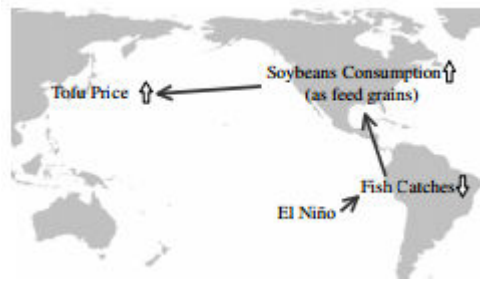 Soybeans Consumption
(as feed grains)
Tofu Price
Fish Catches
El Niño